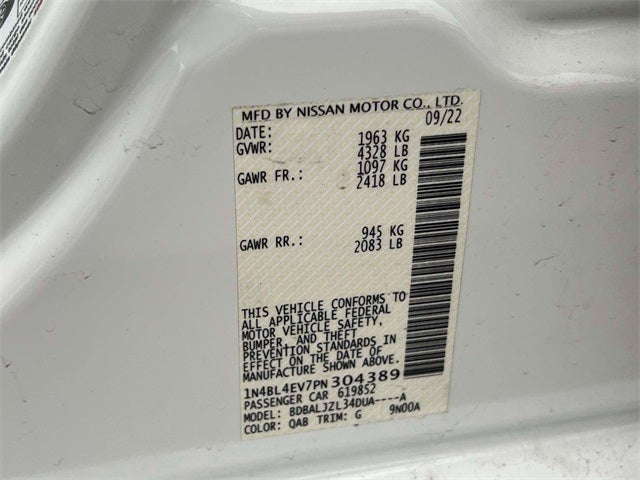 MFD BY NISSAN MOTOR CO., LTD.
DATE: 09/22
GVWR: 1963 KG
4328 LB
GAWR FR.: 1097 KG
2418 LB
GAWR RR.: 945 KG
2083 LB
THIS VEHICLE CONFORMS TO
ALL APPLICABLE FEDERAL
MOTOR VEHICLE SAFETY,
BUMPER, AND THEFT
PREVENTION STANDARDS IN
EFFECT ON THE DATE OF
MANUFACTURE SHOWN ABOVE.
1N4BL4EV7PN304389
PASSENGER CAR 619852
MODEL: BDBALJZL34DUA----A
COLOR: QAB TRIM: G 9N00A